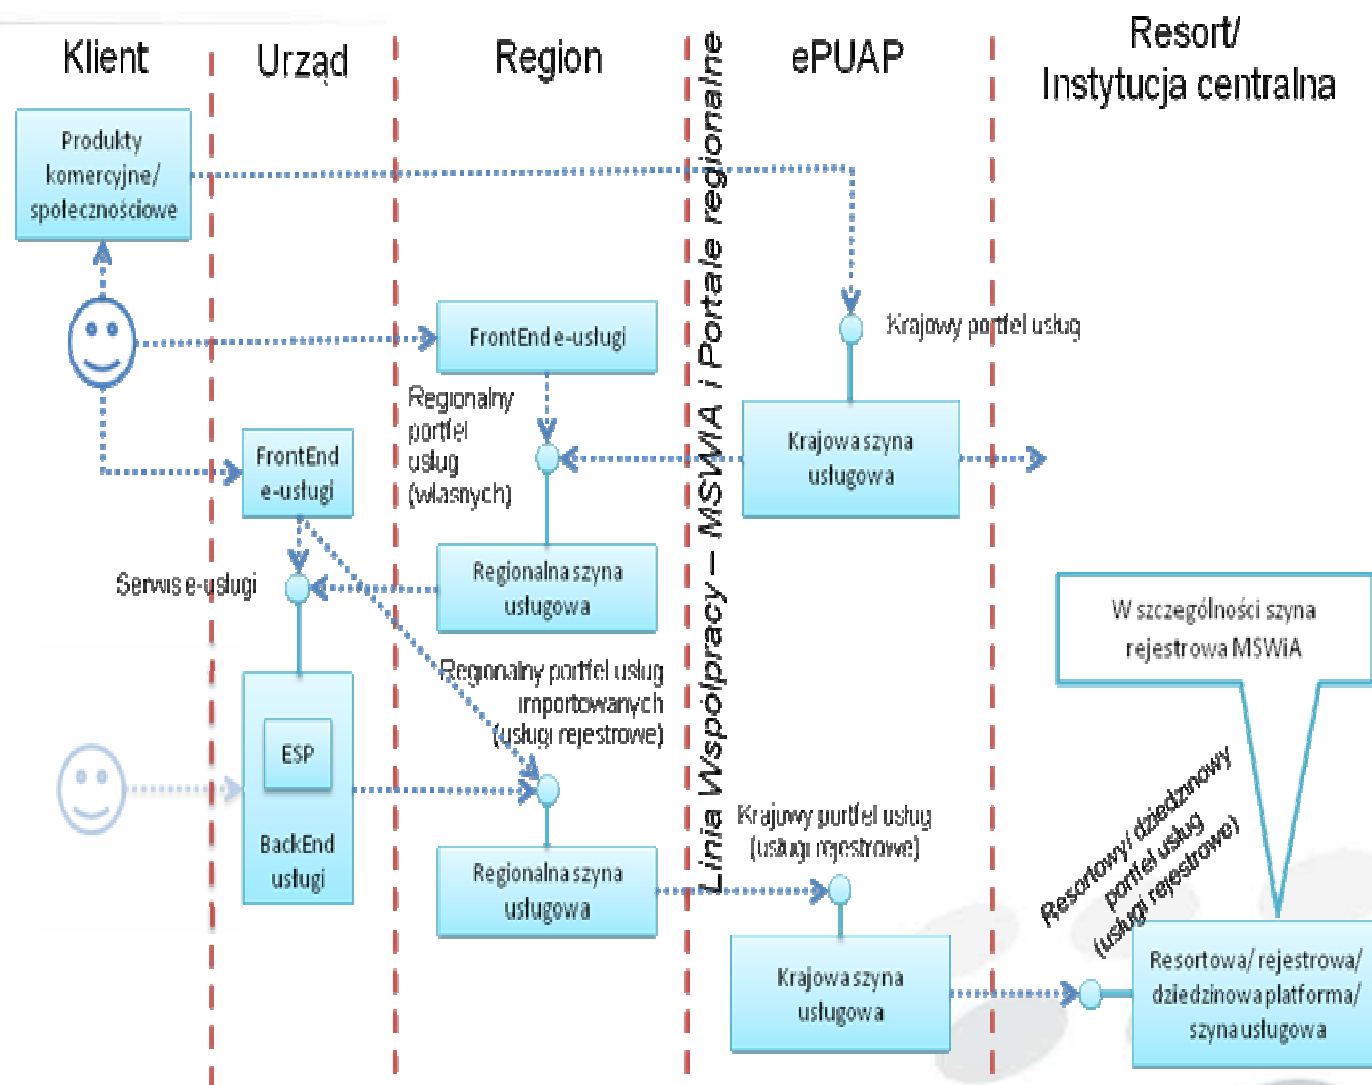 Klient
Urząd
Region
ePUAP
Resort/
Instytucja centralna
Produkty
komercyjne/
społecznościowe
Linia Współpracy – MSWiA i Portale regionalne
FrontEnd e-usługi
Krajowy portfel usług
Regionalny
portfel
usług
(własnych)
FrontEnd
e-usługi
Krajowa szyna
usługowa
Serwis e-usługi
Regionalna szyna
usługowa
W szczególności szyna
rejestrowa MSWiA
Regionalny portfel usług
importowanych
(usługi rejestrowe)
ESP
BackEnd
usługi
Krajowy portfel usług
(usługi rejestrowe)
Resortowy/ dziedzinowy
portfel usług
(usługi rejestrowe)
Regionalna szyna
usługowa
Krajowa szyna
usługowa
Resortowa/ rejestrowa/
dziedzinowa platforma/
szyna usługowa